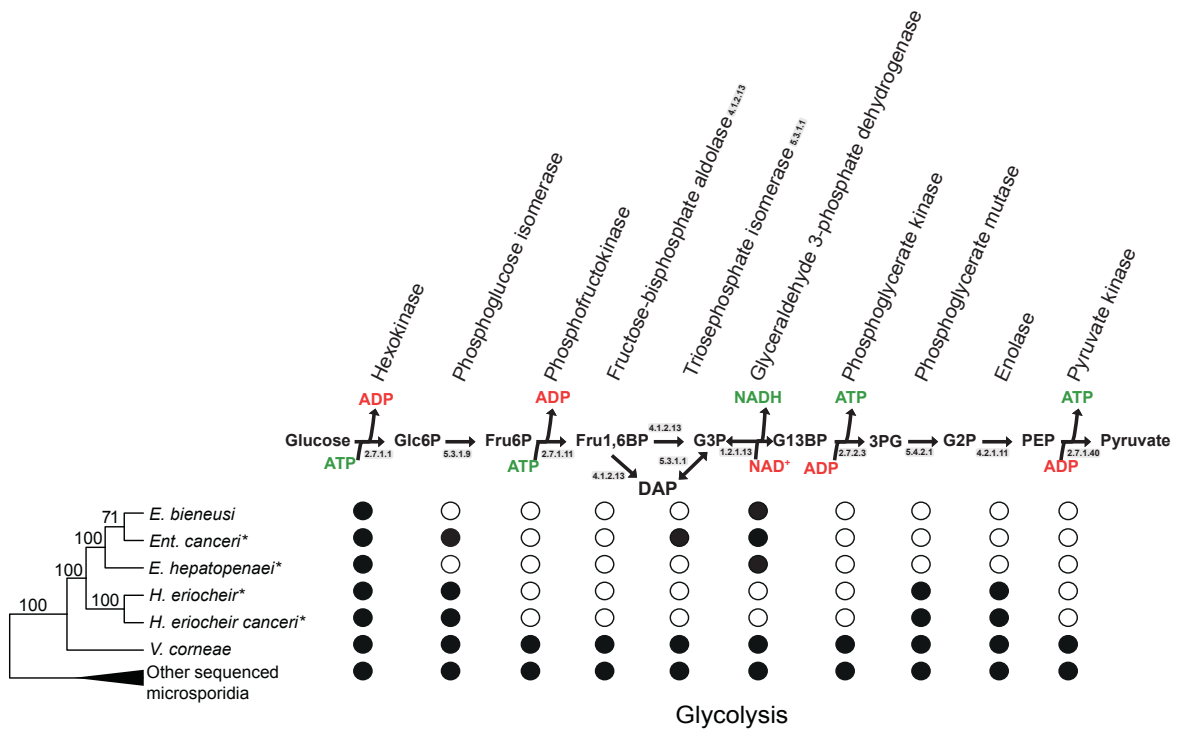 Hexokinase
Phosphoglucose isomerase
Phosphofructokinase
Fructose-bisphosphate aldolase 4.1.2.13
Triosephosphate isomerase 5.3.1.1
Glyceraldehyde 3-phosphate dehydrogenase
Phosphoglycerate kinase
Phosphoglycerate mutase
Enolase
Pyruvate kinase
ADP ADP NADH ATP ATP
4.1.2.13
Glucose Glc6P Fru6P Fru1,6BP G3P G13BP 3PG G2P PEP Pyruvate
2.7.1.1 5.3.1.9 2.7.1.11 1.2.1.13 2.7.2.3 5.4.2.1 4.2.1.11 2.7.1.40
ATP ATP NAD+ ADP ADP
4.1.2.13 5.3.1.1
DAP
71 E. bieneusi
Ent. canceri*
100
E. hepatopenaei*
100
H. eriocheir*
100
H. eriocheir canceri*
100
V. corneae
Other sequenced
microsporidia
Glycolysis